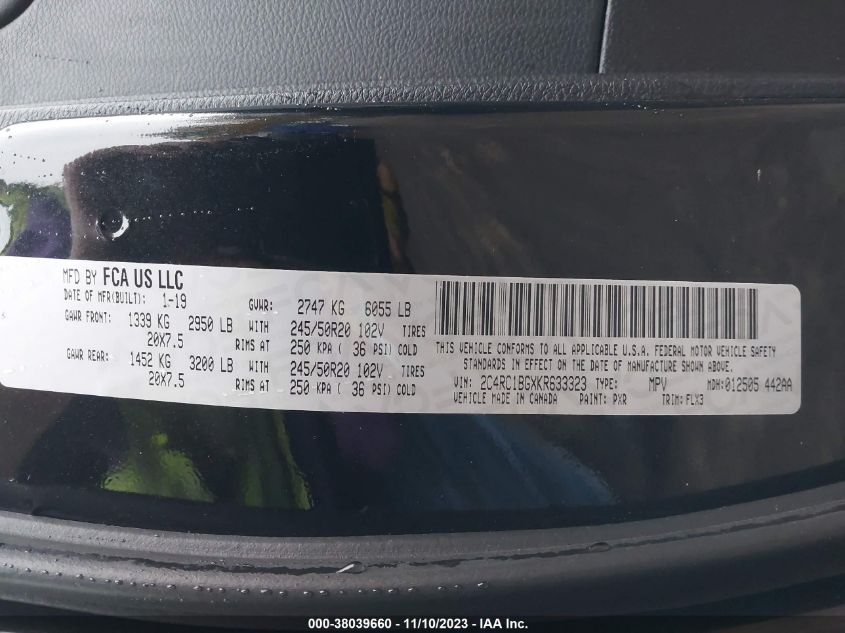 MFD BY FCA US LLC
DATE OF MFR(BUILT): 1-19 GVWR: 2747 KG 6055 LB
GAWR FRONT: 1339 KG 2950 LB WITH 245/50R20 102V TIRES
20X7.5 RIMS AT 250 KPA ( 36 PSI) COLD
GAWR REAR: 1452 KG 3200 LB WITH 245/50R20 102V TIRES
20X7.5 RIMS AT 250 KPA ( 36 PSI) COLD
THIS VEHICLE CONFORMS TO ALL APPLICABLE U.S.A. FEDERAL MOTOR VEHICLE SAFETY
STANDARDS IN EFFECT ON THE DATE OF MANUFACTURE SHOWN ABOVE.
VIN: 2C4RC1BGXKR633323 TYPE: MPV MDH:012505 442AA
VEHICLE MADE IN CANADA PAINT: PXR TRIM: FLX3
000-38039660 - 11/10/2023 - IAA Inc.